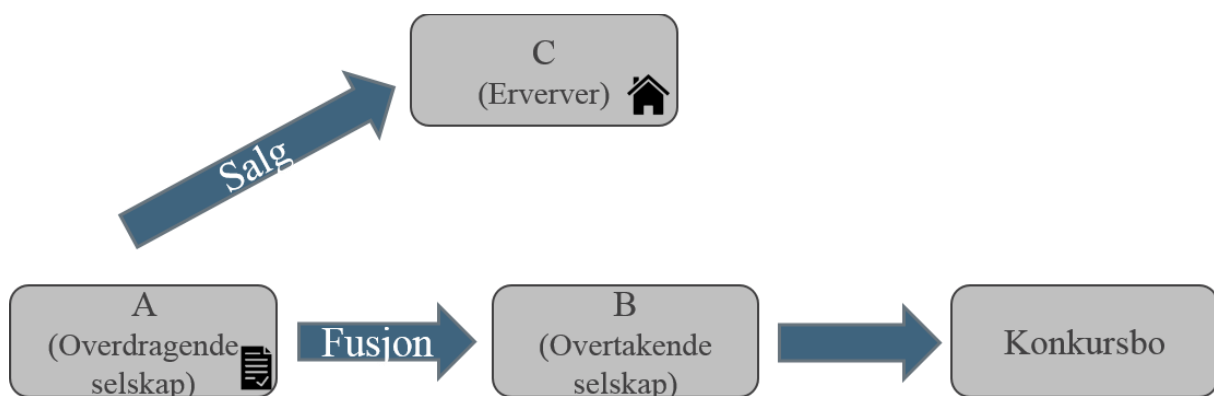 C
(Erverver)
Salg
A
(Overdragende
selskap)
Fusjon
B
(Overtakende
selskap)
Konkursbo